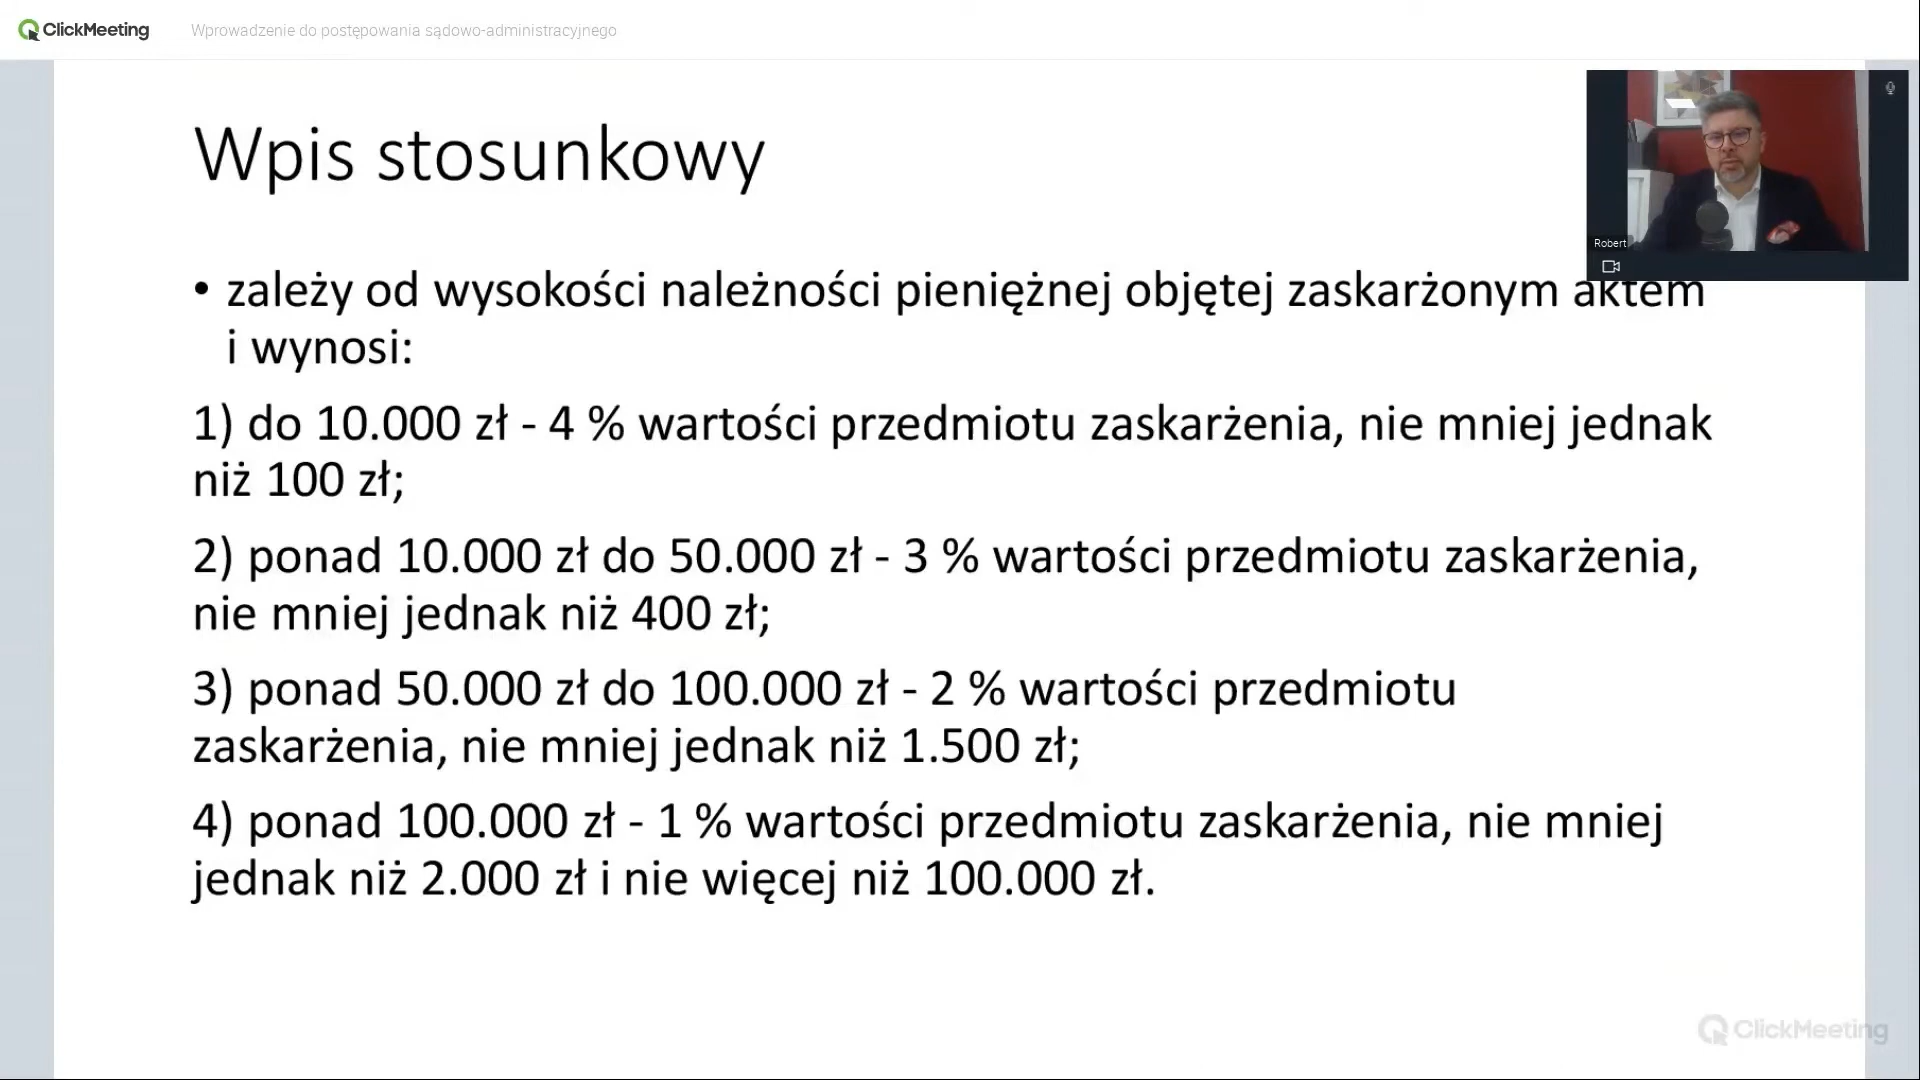 ClickMeeting
Wprowadzenie do postępowania sądowo-administracyjnego
Wpis stosunkowy
Robert
• zależy od wysokości należności pieniężnej objętej zaskarżonym aktem
i wynosi:
1) do 10.000 zł - 4 % wartości przedmiotu zaskarżenia, nie mniej jednak
niż 100 zł;
2) ponad 10.000 zł do 50.000 zł - 3 % wartości przedmiotu zaskarżenia,
nie mniej jednak niż 400 zł;
3) ponad 50.000 zł do 100.000 zł - 2 % wartości przedmiotu
zaskarżenia, nie mniej jednak niż 1.500 zł;
4) ponad 100.000 zł - 1 % wartości przedmiotu zaskarżenia, nie mniej
jednak niż 2.000 zł i nie więcej niż 100.000 zł.
ClickMeeting